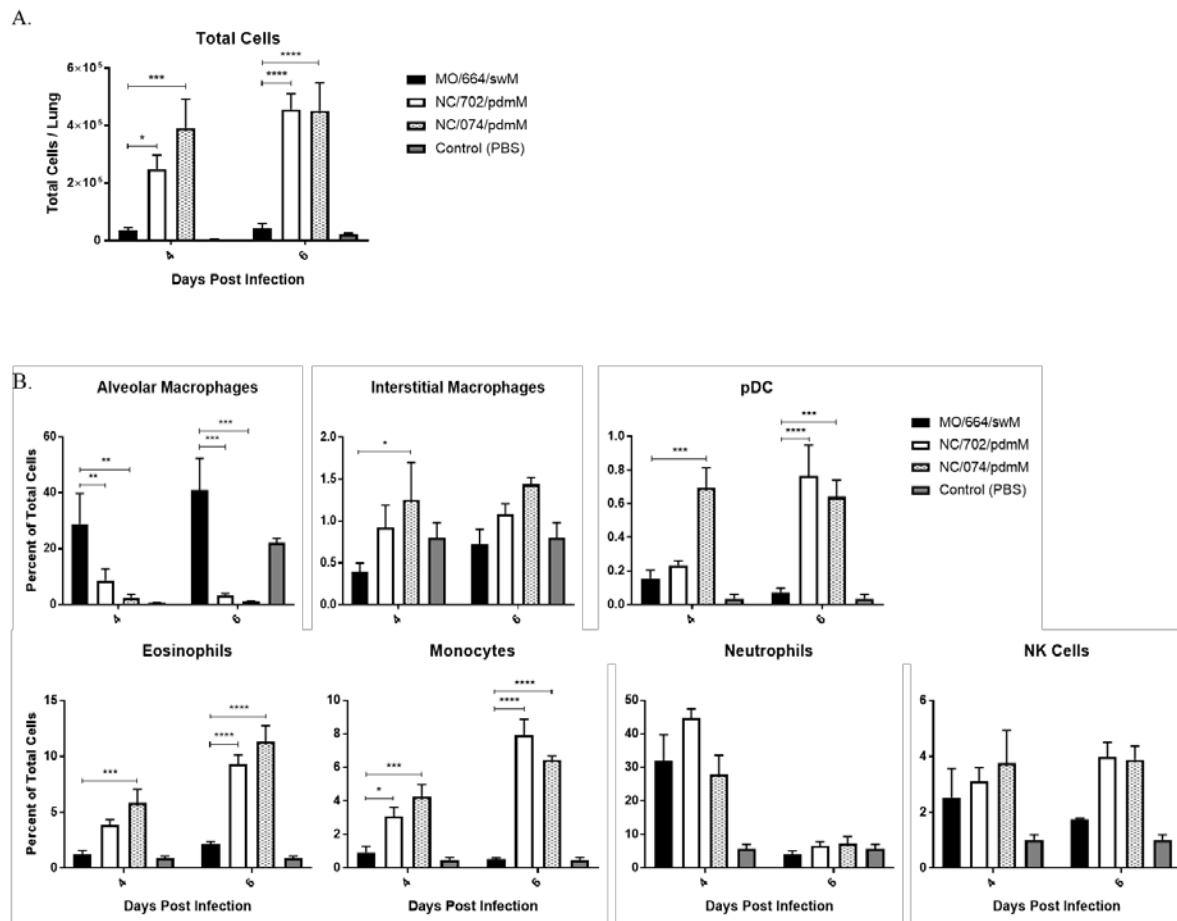 A.
Total Cells
Total Cells / Lung
6×10⁵
4×10⁵
2×10⁵
0
*
***
****
****
4
6
Days Post Infection
MO/664/swM
NC/702/pdmM
NC/074/pdmM
Control (PBS)
B.
Alveolar Macrophages
Percent of Total Cells
60
40
20
0
**
**
***
***
4
6
Interstitial Macrophages
2.0
1.5
1.0
0.5
0.0
*
4
6
pDC
1.0
0.8
0.6
0.4
0.2
0.0
***
***
****
4
6
MO/664/swM
NC/702/pdmM
NC/074/pdmM
Control (PBS)
Eosinophils
Percent of Total Cells
15
10
5
0
***
****
****
4
6
Days Post Infection
Monocytes
10
8
6
4
2
0
***
*
****
****
4
6
Days Post Infection
Neutrophils
50
40
30
20
10
0
4
6
Days Post Infection
NK Cells
6
4
2
0
4
6
Days Post Infection